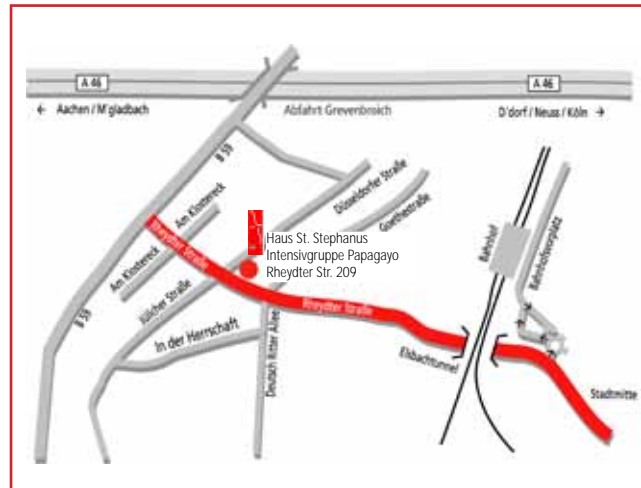 A 46
A 46
← Aachen / M'gladbach
Abfahrt Grevenbroich
D'dorf / Neuss / Köln →
B 59
Am Klostereck
Am Klostereck
Rheydter Straße
Düsseldorfer Straße
Goethestraße
Haus St. Stephanus
Intensivgruppe Papagayo
Rheydter Str. 209
Bahnhof
Bahnhofsvorplatz
Jülicher Straße
Rheydter Straße
B 59
In der Herrschaft
Deutsch Ritter Allee
Elsbachtunnel
Stadtmitte